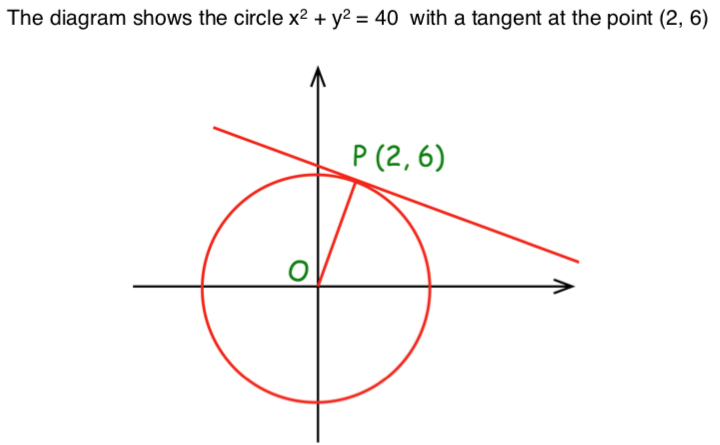 The diagram shows the circle x² + y² = 40 with a tangent at the point (2, 6)
P (2, 6)
O